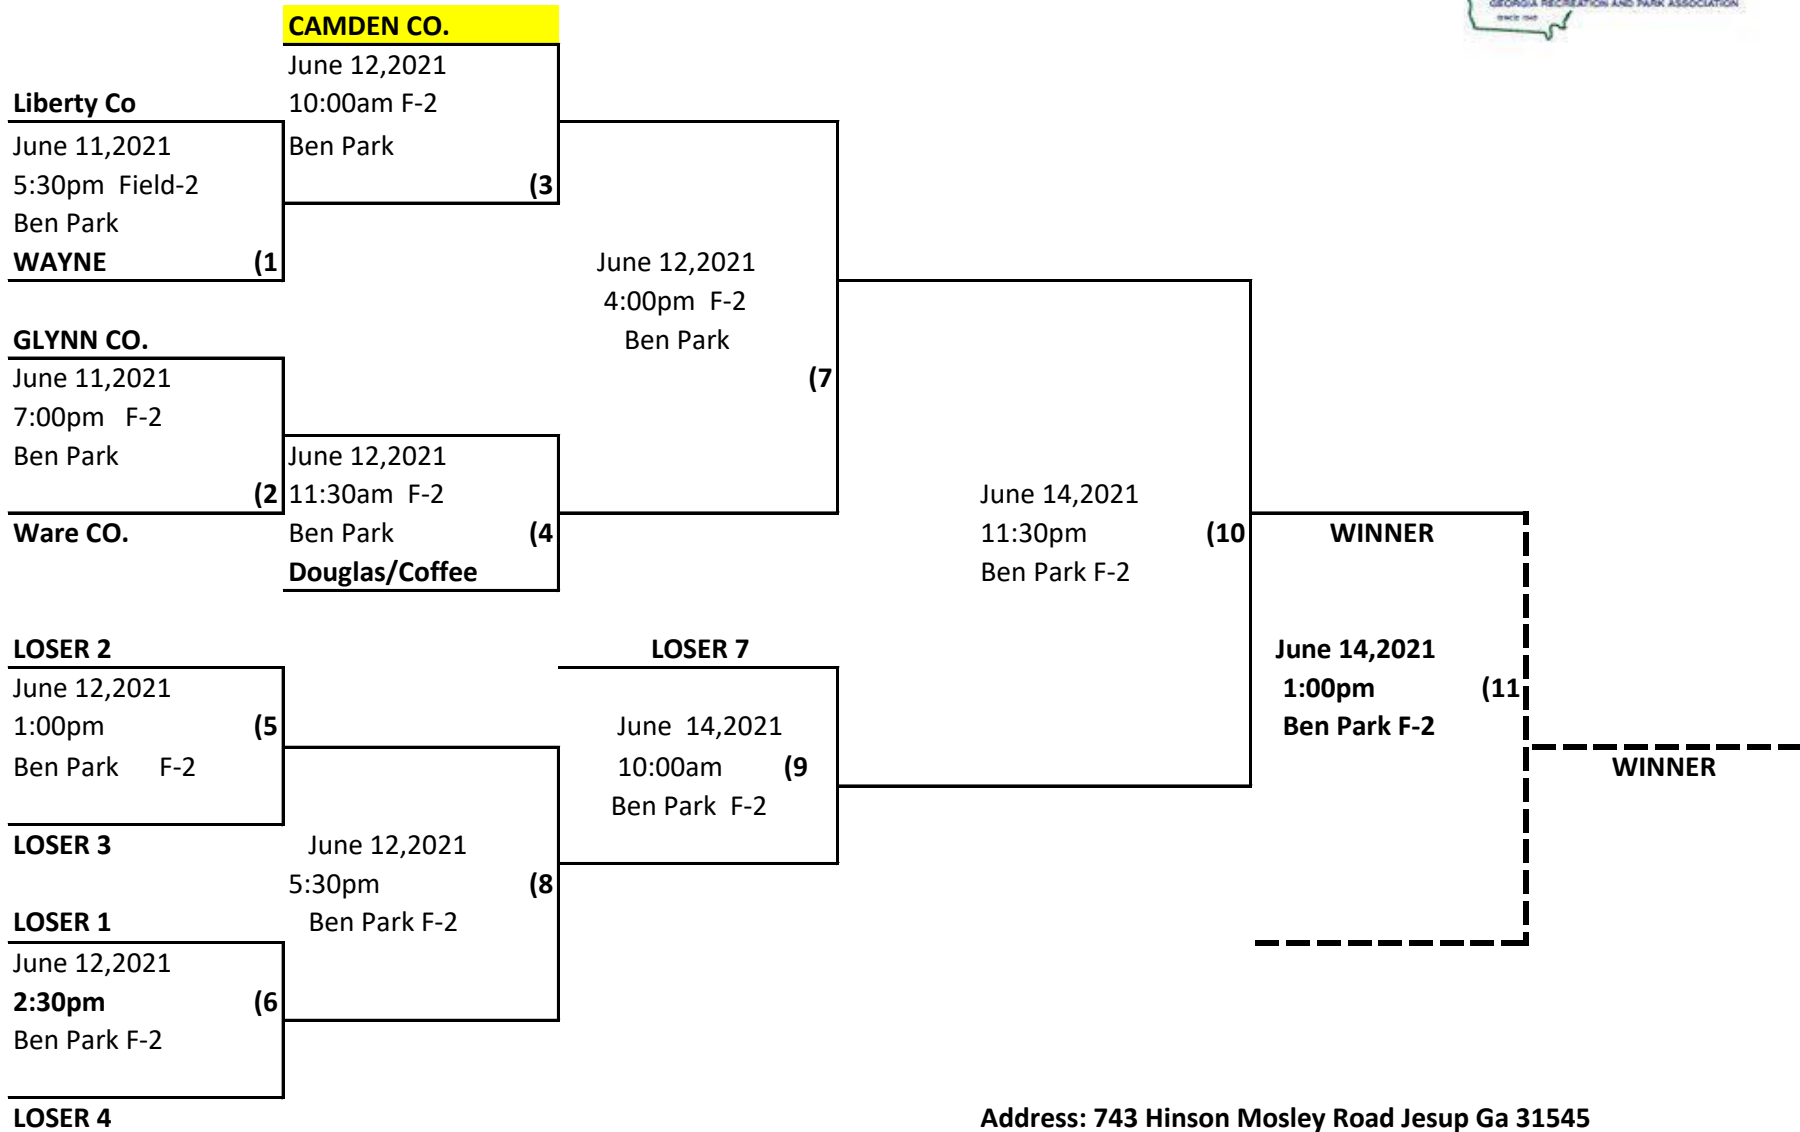 GEORGIA RECREATION AND PARK ASSOCIATION
CAMDEN CO.
June 12,2021
10:00am F-2
Ben Park
(3
Liberty Co
June 11,2021
5:30pm  Field-2
Ben Park
WAYNE (1
June 12,2021
4:00pm  F-2
Ben Park
(7
GLYNN CO.
June 11,2021
7:00pm   F-2
Ben Park
(2
Ware CO.
June 12,2021
11:30am  F-2
Ben Park (4
Douglas/Coffee
June 14,2021
11:30pm (10
Ben Park F-2
WINNER
LOSER 2
June 12,2021
1:00pm (5
Ben Park F-2
LOSER 3
LOSER 7
June  14,2021
10:00am (9
Ben Park  F-2
June 14,2021
1:00pm (11
Ben Park F-2
WINNER
June 12,2021
5:30pm (8
Ben Park F-2
LOSER 1
June 12,2021
2:30pm (6
Ben Park F-2
LOSER 4
Address: 743 Hinson Mosley Road Jesup Ga 31545